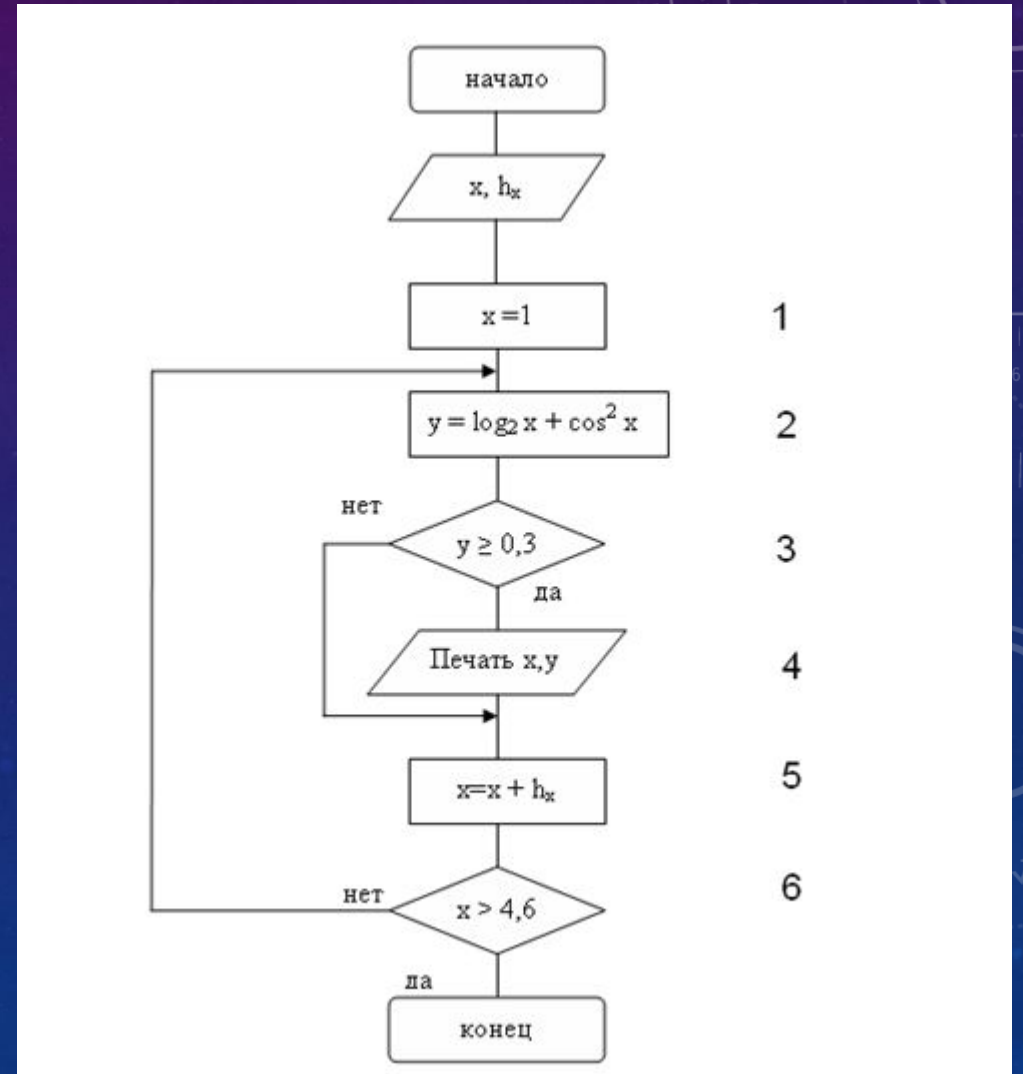 начало
x, hₓ
x =1
1
y = log₂ x + cos² x
2
нет
y ≥ 0,3
3
да
Печать x,y
4
x=x + hₓ
5
нет
x > 4,6
6
да
конец